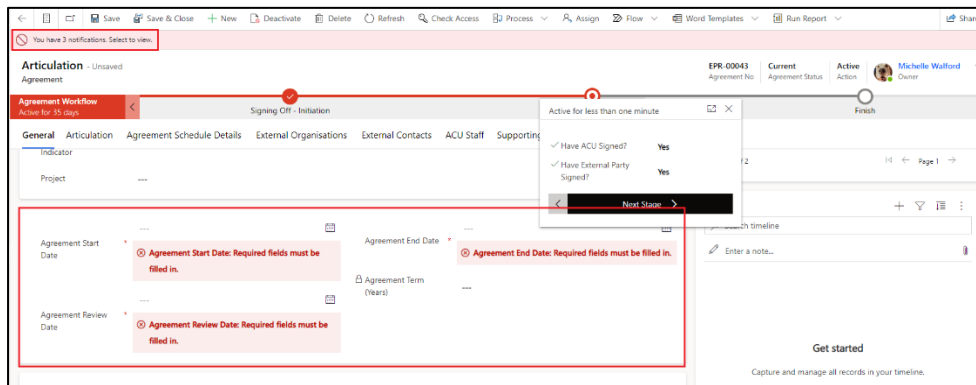 Save Save & Close New Deactivate Delete Refresh Check Access Process Assign Flow Word Templates Run Report Shar
You have 3 notifications. Select to view.
Articulation - Unsaved
Agreement
EPR-00043 Current Active Michelle Walford
Agreement No. Agreement Status Action Owner
Agreement Workflow
Active for 35 days
Signing Off - Initiation
Finish
Active for less than one minute
General Articulation Agreement Schedule Details External Organisations External Contacts ACU Staff Supporting
Have ACU Signed? Yes
Have External Party Signed? Yes
Next Stage
Indicator
Project ---
of 2 Page 1
Search timeline
Enter a note...
Agreement Start Date * ---
Agreement Start Date: Required fields must be filled in.
Agreement End Date * ---
Agreement End Date: Required fields must be filled in.
Agreement Term (Years) ---
Agreement Review Date * ---
Agreement Review Date: Required fields must be filled in.
Get started
Capture and manage all records in your timeline.